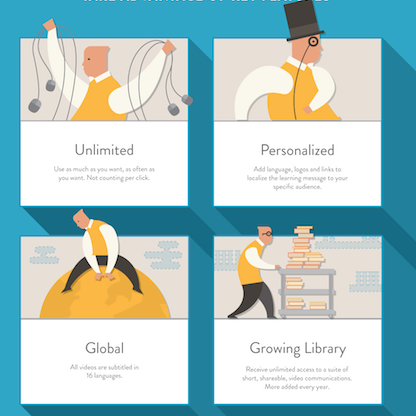 Unlimited
Use as much as you want, as often as
you want. Not counting per click.
Personalized
Add language, logos and links to
localize the learning message to your
specific audience.
Global
All videos are subtitled in
16 languages.
Growing Library
Receive unlimited access to a suite of
short, shareable, video communications.
More added every year.